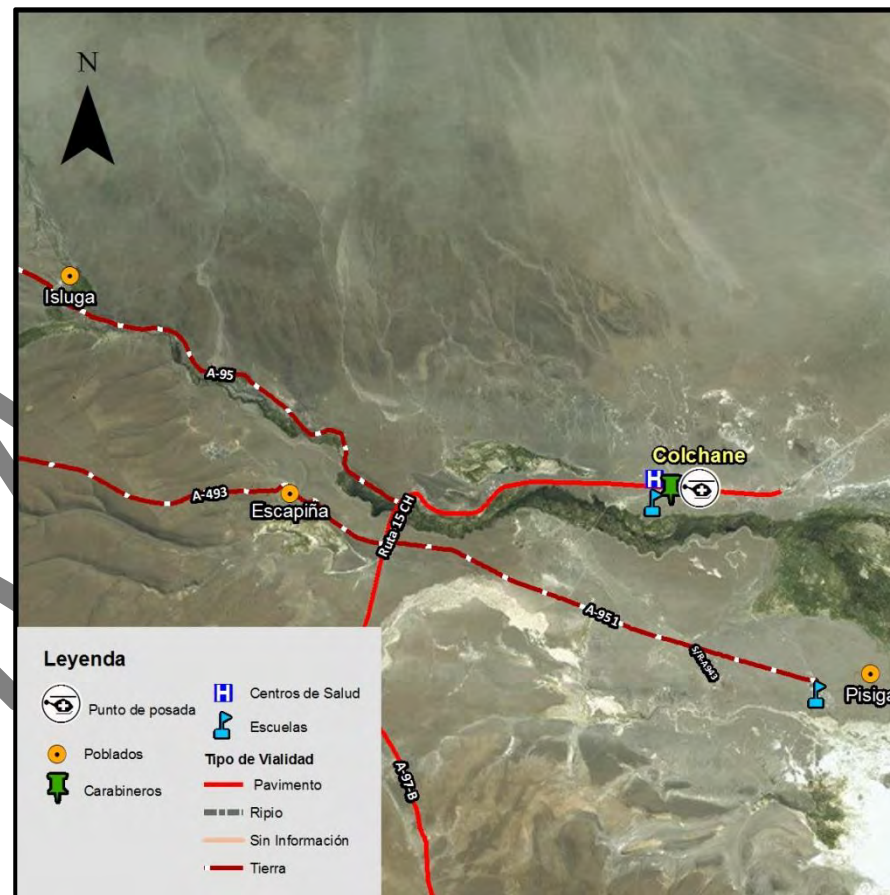 N
Isluga
A-95
Colchane
H
A-493
Escapiña
Ruta 15 CH
A-951
S/R-A943
Pisiga
A-97-B
Leyenda
Punto de posada
Poblados
Carabineros
H Centros de Salud
Escuelas
Tipo de Vialidad
Pavimento
Ripio
Sin Información
Tierra